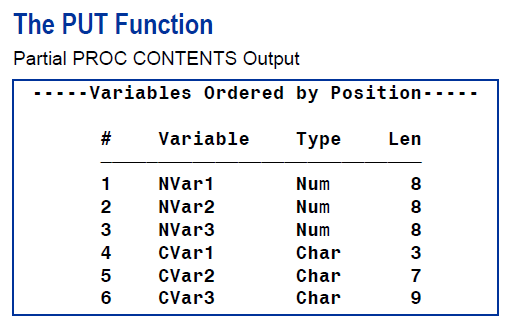 The PUT Function
Partial PROC CONTENTS Output
-----Variables Ordered by Position-----
# Variable Type Len
1 NVar1 Num 8
2 NVar2 Num 8
3 NVar3 Num 8
4 CVar1 Char 3
5 CVar2 Char 7
6 CVar3 Char 9